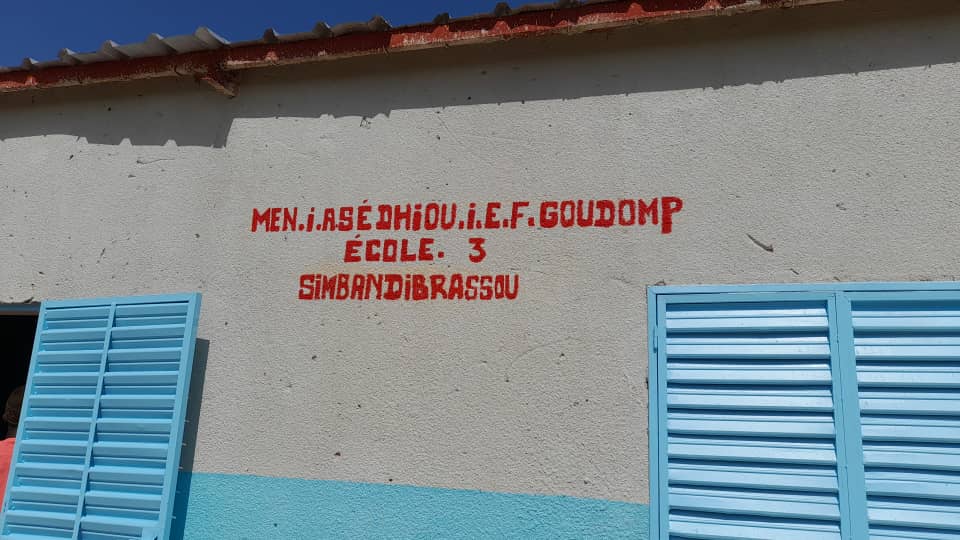 MEN.i.A SÉDHiOU.i.E.F.GOUDOMP
ÉCOLE. 3
SiMBANDiBRASSOU